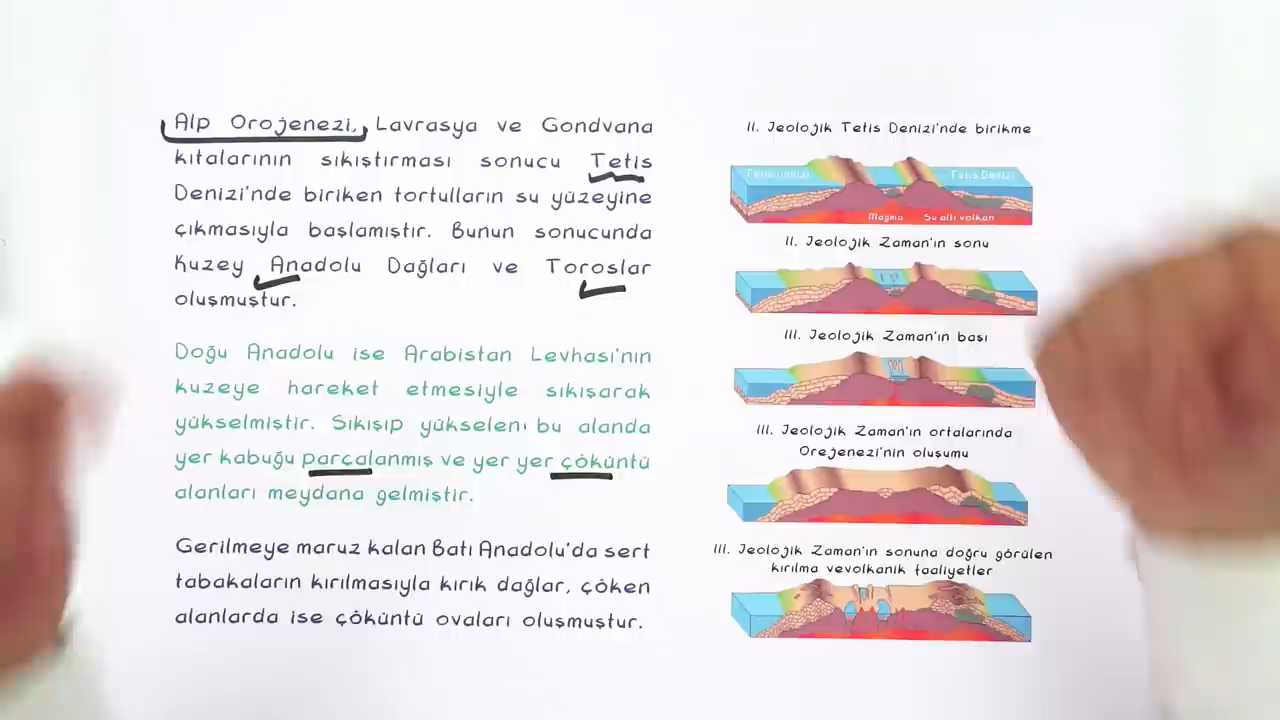 Alp Orojenezi, Lavrasya ve Gondvana
kıtalarının sıkıştırması sonucu Tetis
Denizi'nde biriken tortulların su yüzeyine
çıkmasıyla başlamıştır. Bunun sonucunda
Kuzey Anadolu Dağları ve Toroslar
oluşmuştur.
Doğu Anadolu ise Arabistan Levhası'nın
kuzeye hareket etmesiyle sıkışarak
yükselmiştir. Sıkışıp yükselen bu alanda
yer kabuğu parçalanmış ve yer yer çöküntü
alanları meydana gelmiştir.
Gerilmeye maruz kalan Batı Anadolu'da sert
tabakaların kırılmasıyla kırık dağlar, çöken
alanlarda ise çöküntü ovaları oluşmuştur.
II. Jeolojik Tetis Denizi'nde birikme
Tetis Denizi
Magma Su altı volkan
II. Jeolojik Zaman'ın sonu
III. Jeolojik Zaman'ın başı
III. Jeolojik Zaman'ın ortalarında
Orejenezi'nin oluşumu
III. Jeolojik Zaman'ın sonuna doğru görülen
kırılma vevolkanik faaliyetler